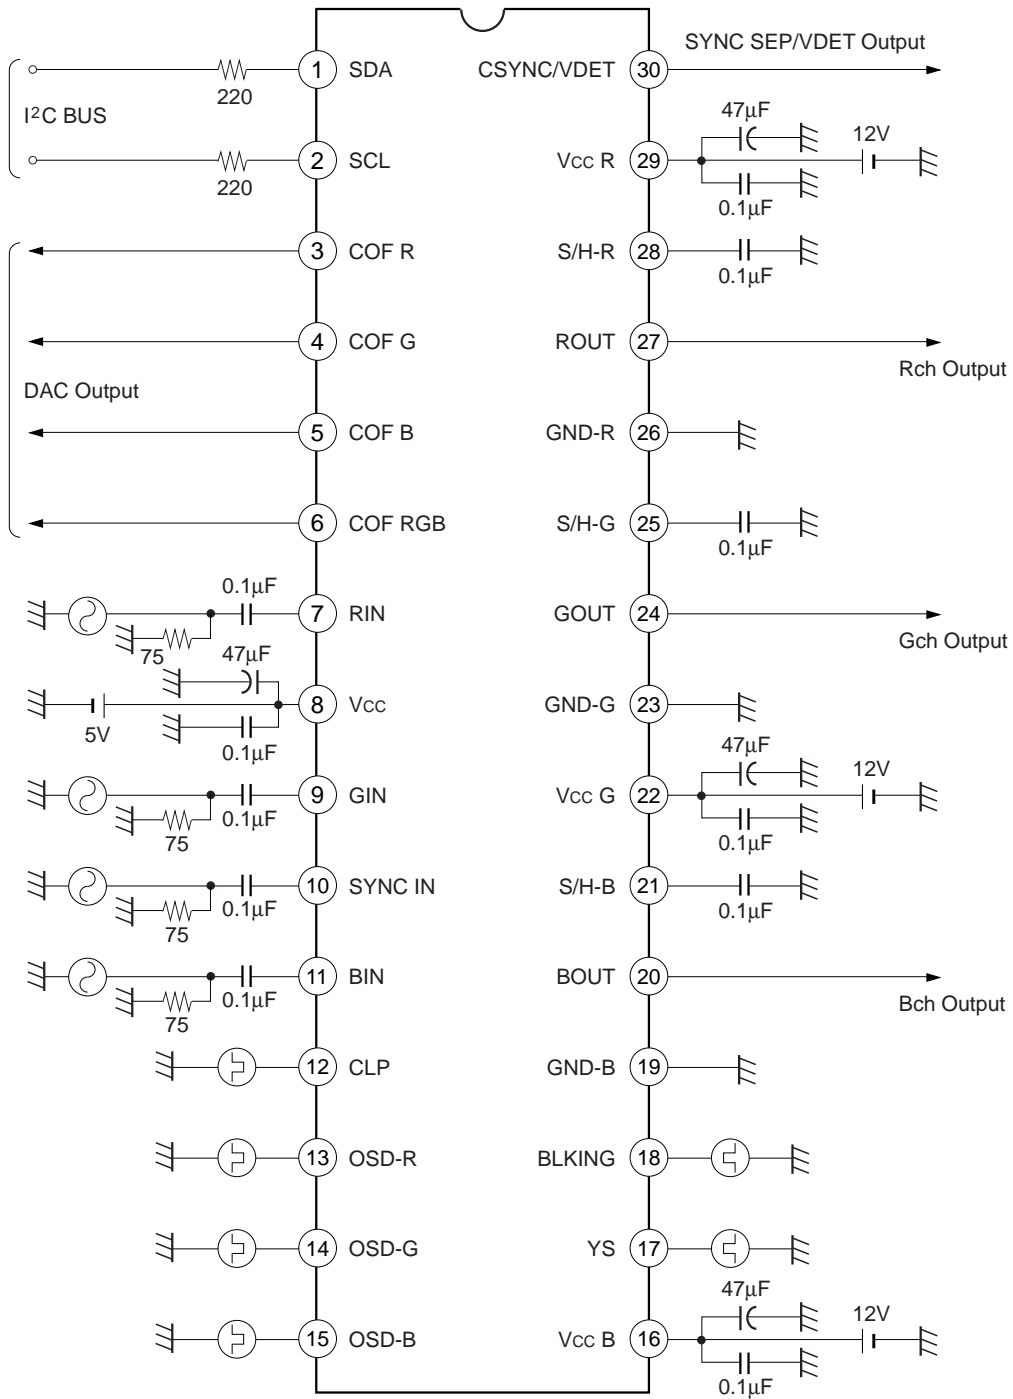 SYNC SEP/VDET Output
1 SDA
CSYNC/VDET 30
220
I²C BUS
47µF
12V
2 SCL
VCC R 29
220
0.1µF
3 COF R
S/H-R 28
0.1µF
4 COF G
ROUT 27
Rch Output
DAC Output
5 COF B
GND-R 26
6 COF RGB
S/H-G 25
0.1µF
0.1µF
7 RIN
GOUT 24
Gch Output
75
47µF
8 VCC
GND-G 23
5V
0.1µF
47µF
12V
9 GIN
VCC G 22
0.1µF
75
0.1µF
10 SYNC IN
S/H-B 21
0.1µF
75
0.1µF
11 BIN
BOUT 20
0.1µF
75
Bch Output
12 CLP
GND-B 19
13 OSD-R
BLKING 18
14 OSD-G
YS 17
47µF
12V
15 OSD-B
VCC B 16
0.1µF